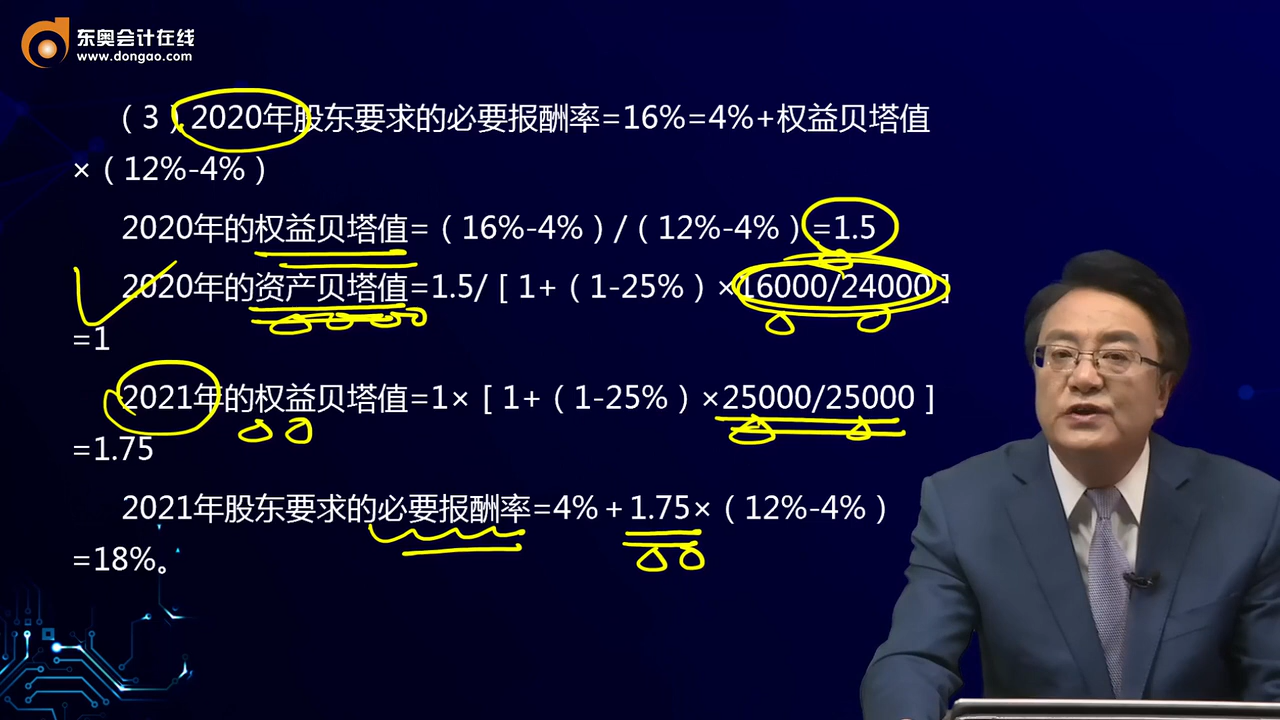 东奥会计在线
www.dongao.com
（3）2020年股东要求的必要报酬率=16%=4%+权益贝塔值
×（12%-4%）
2020年的权益贝塔值=（16%-4%）/（12%-4%）=1.5
2020年的资产贝塔值=1.5/［1+（1-25%）×16000/24000］
=1
2021年的权益贝塔值=1×［1+（1-25%）×25000/25000］
=1.75
2021年股东要求的必要报酬率=4%＋1.75×（12%-4%）
=18%。